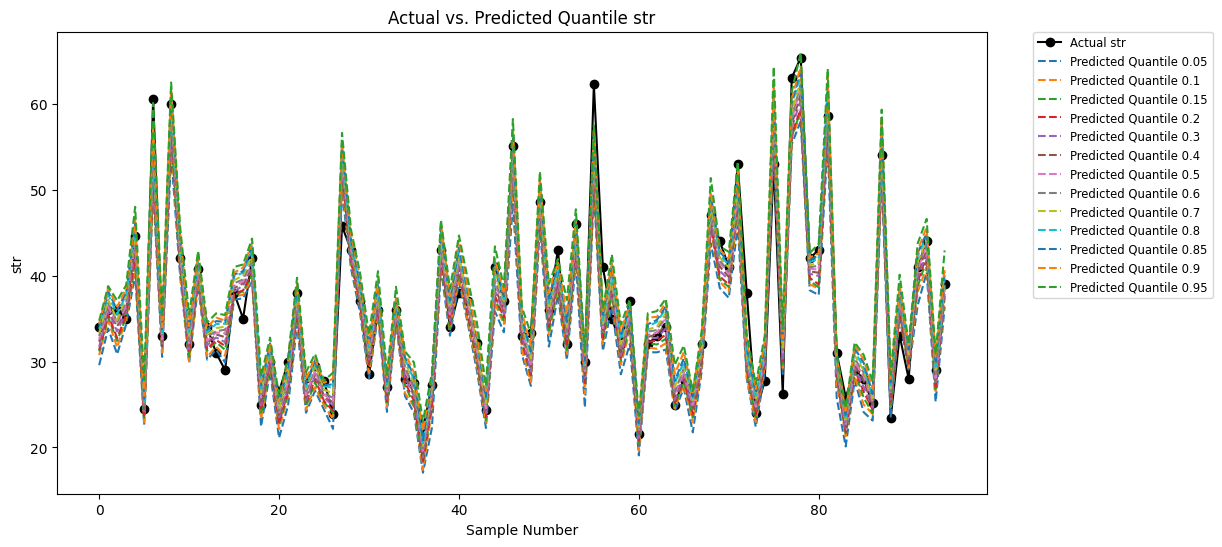 Actual vs. Predicted Quantile str
str
60
50
40
30
20
0
20
40
60
80
Sample Number
Actual str
Predicted Quantile 0.05
Predicted Quantile 0.1
Predicted Quantile 0.15
Predicted Quantile 0.2
Predicted Quantile 0.3
Predicted Quantile 0.4
Predicted Quantile 0.5
Predicted Quantile 0.6
Predicted Quantile 0.7
Predicted Quantile 0.8
Predicted Quantile 0.85
Predicted Quantile 0.9
Predicted Quantile 0.95